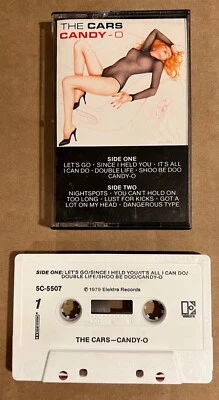 THE CARS
CANDY-O
SIDE ONE
LET'S GO · SINCE I HELD YOU · IT'S ALL
I CAN DO · DOUBLE LIFE · SHOO BE DOO
CANDY-O
SIDE TWO
NIGHTSPOTS · YOU CAN'T HOLD ON
TOO LONG · LUST FOR KICKS · GOT A
LOT ON MY HEAD · DANGEROUS TYPE
SIDE ONE: LET'S GO/SINCE I HELD YOU/IT'S ALL I CAN DO/
DOUBLE LIFE/SHOO BE DOO/CANDY-O
5C-5507
℗ 1979 Elektra Records
1
THE CARS—CANDY-O